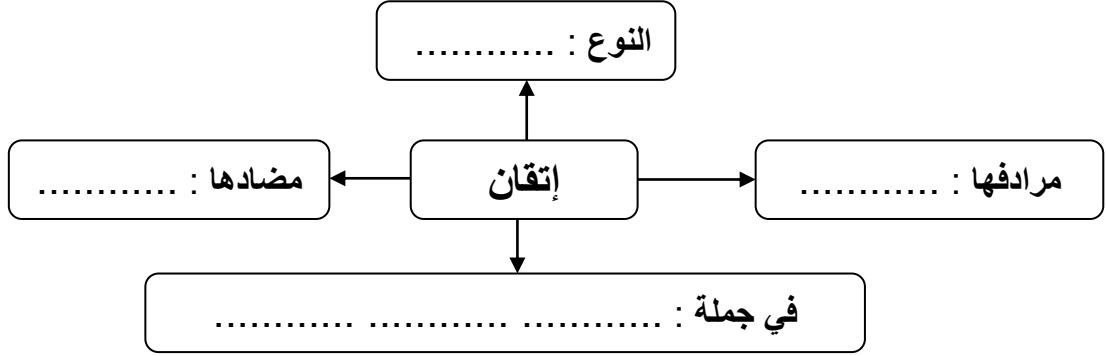 النوع : ............
مرادفها : ............
إتقان
مضادها : ............
في جملة : ............ ............ ............